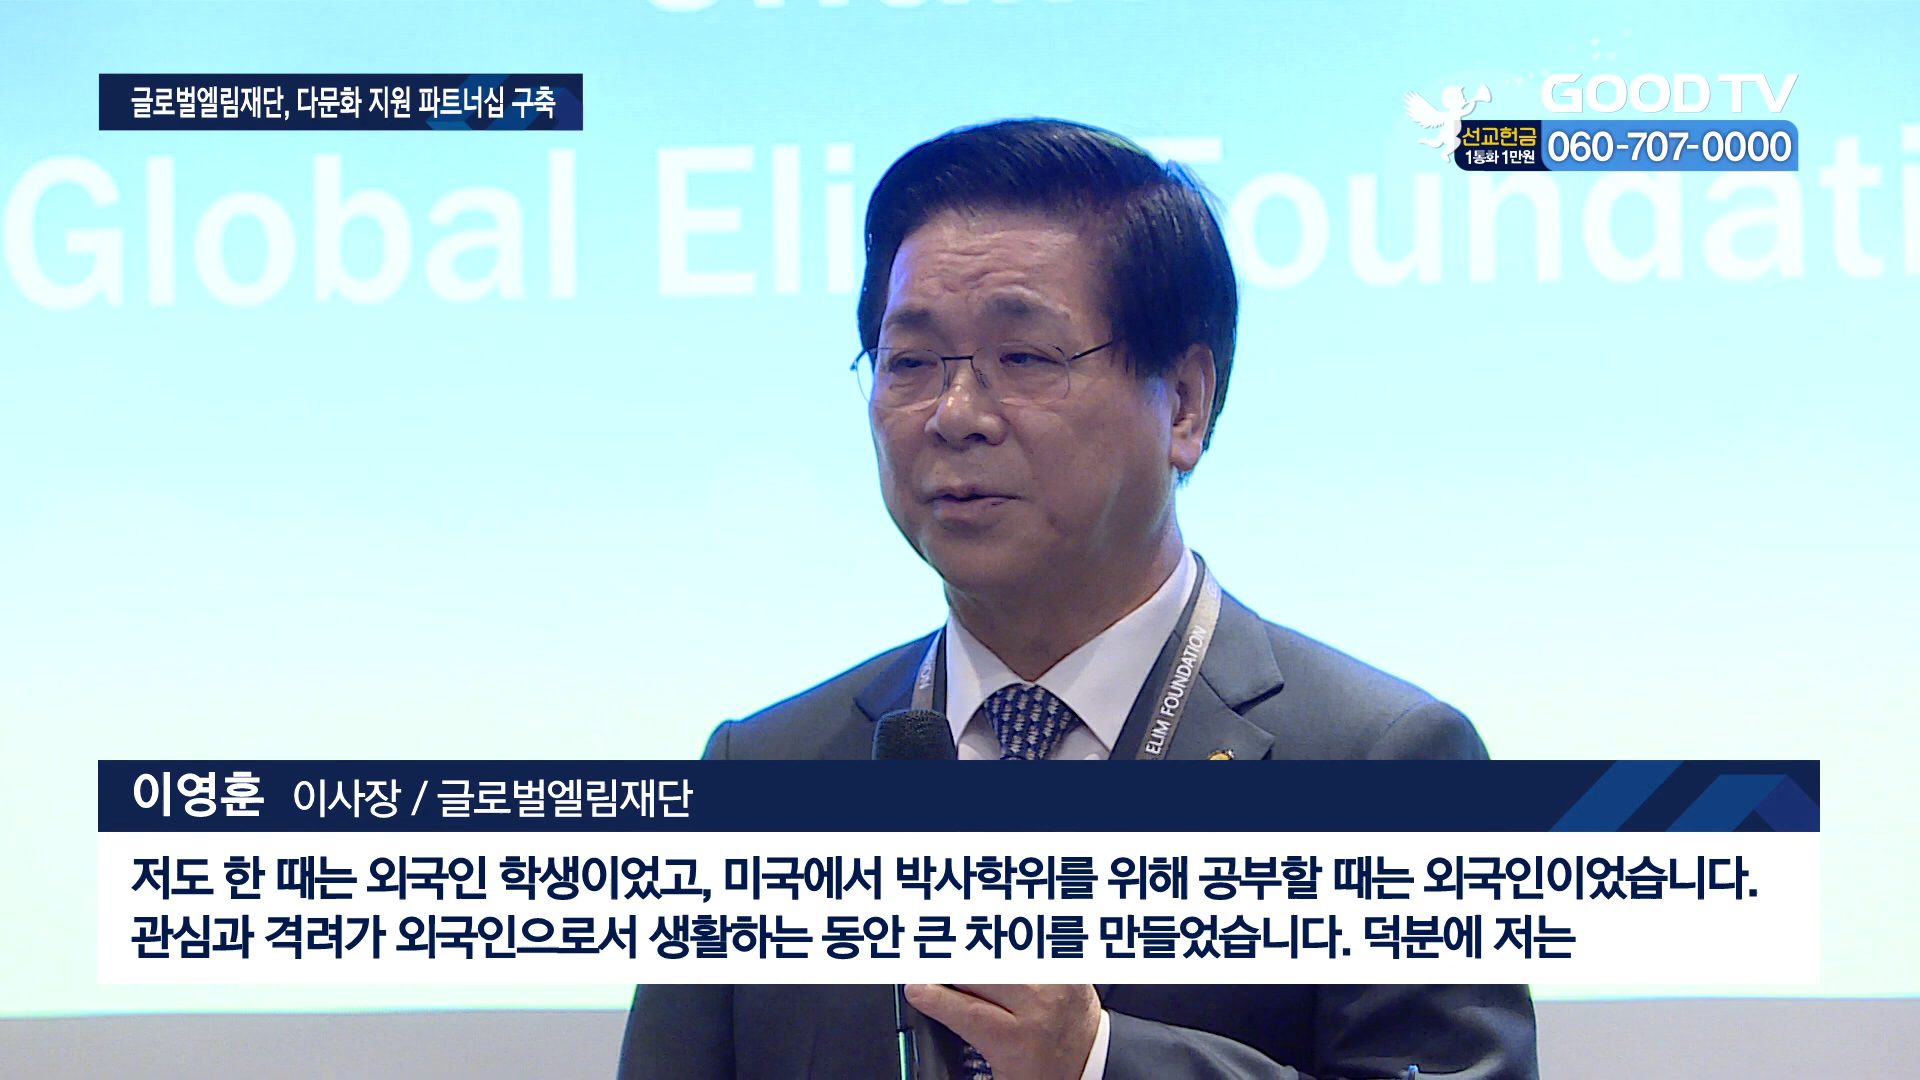 글로벌엘림재단, 다문화 지원 파트너십 구축
GOOD TV
선교헌금
1통화 1만원
060-707-0000
Global Eli Foundati
ELIM FOUNDATION
이영훈 이사장 / 글로벌엘림재단
저도 한 때는 외국인 학생이었고, 미국에서 박사학위를 위해 공부할 때는 외국인이었습니다.
관심과 격려가 외국인으로서 생활하는 동안 큰 차이를 만들었습니다. 덕분에 저는